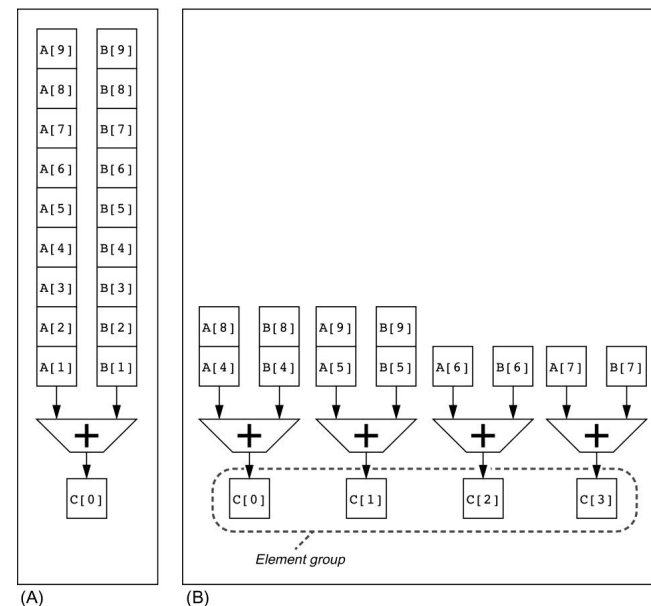 A[9] B[9]
A[8] B[8]
A[7] B[7]
A[6] B[6]
A[5] B[5]
A[4] B[4]
A[3] B[3]
A[2] B[2]
A[1] B[1]
+
C[0]
(A)
A[8] B[8] A[9] B[9]
A[4] B[4] A[5] B[5] A[6] B[6] A[7] B[7]
+ + + +
C[0] C[1] C[2] C[3]
Element group
(B)